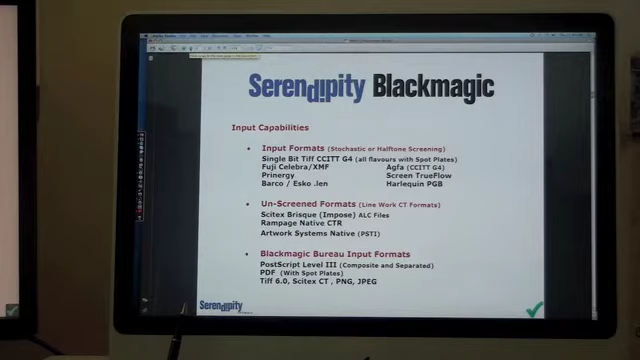 Serendipity Blackmagic
Input Capabilities
• Input Formats (Stochastic or Halftone Screening)
Single Bit Tiff CCITT G4 (all flavours with Spot Plates)
Fuji Celebra/XMF Agfa (CCITT G4)
Prinergy Screen TrueFlow
Barco / Esko .len Harlequin PGB
• Un-Screened Formats (Line Work CT Formats)
Scitex Brisque (Impose) ALC Files
Rampage Native CTR
Artwork Systems Native (PSTI)
• Blackmagic Bureau Input Formats
PostScript Level III (Composite and Separated)
PDF (With Spot Plates)
Tiff 6.0, Scitex CT , PNG, JPEG
Serendipity